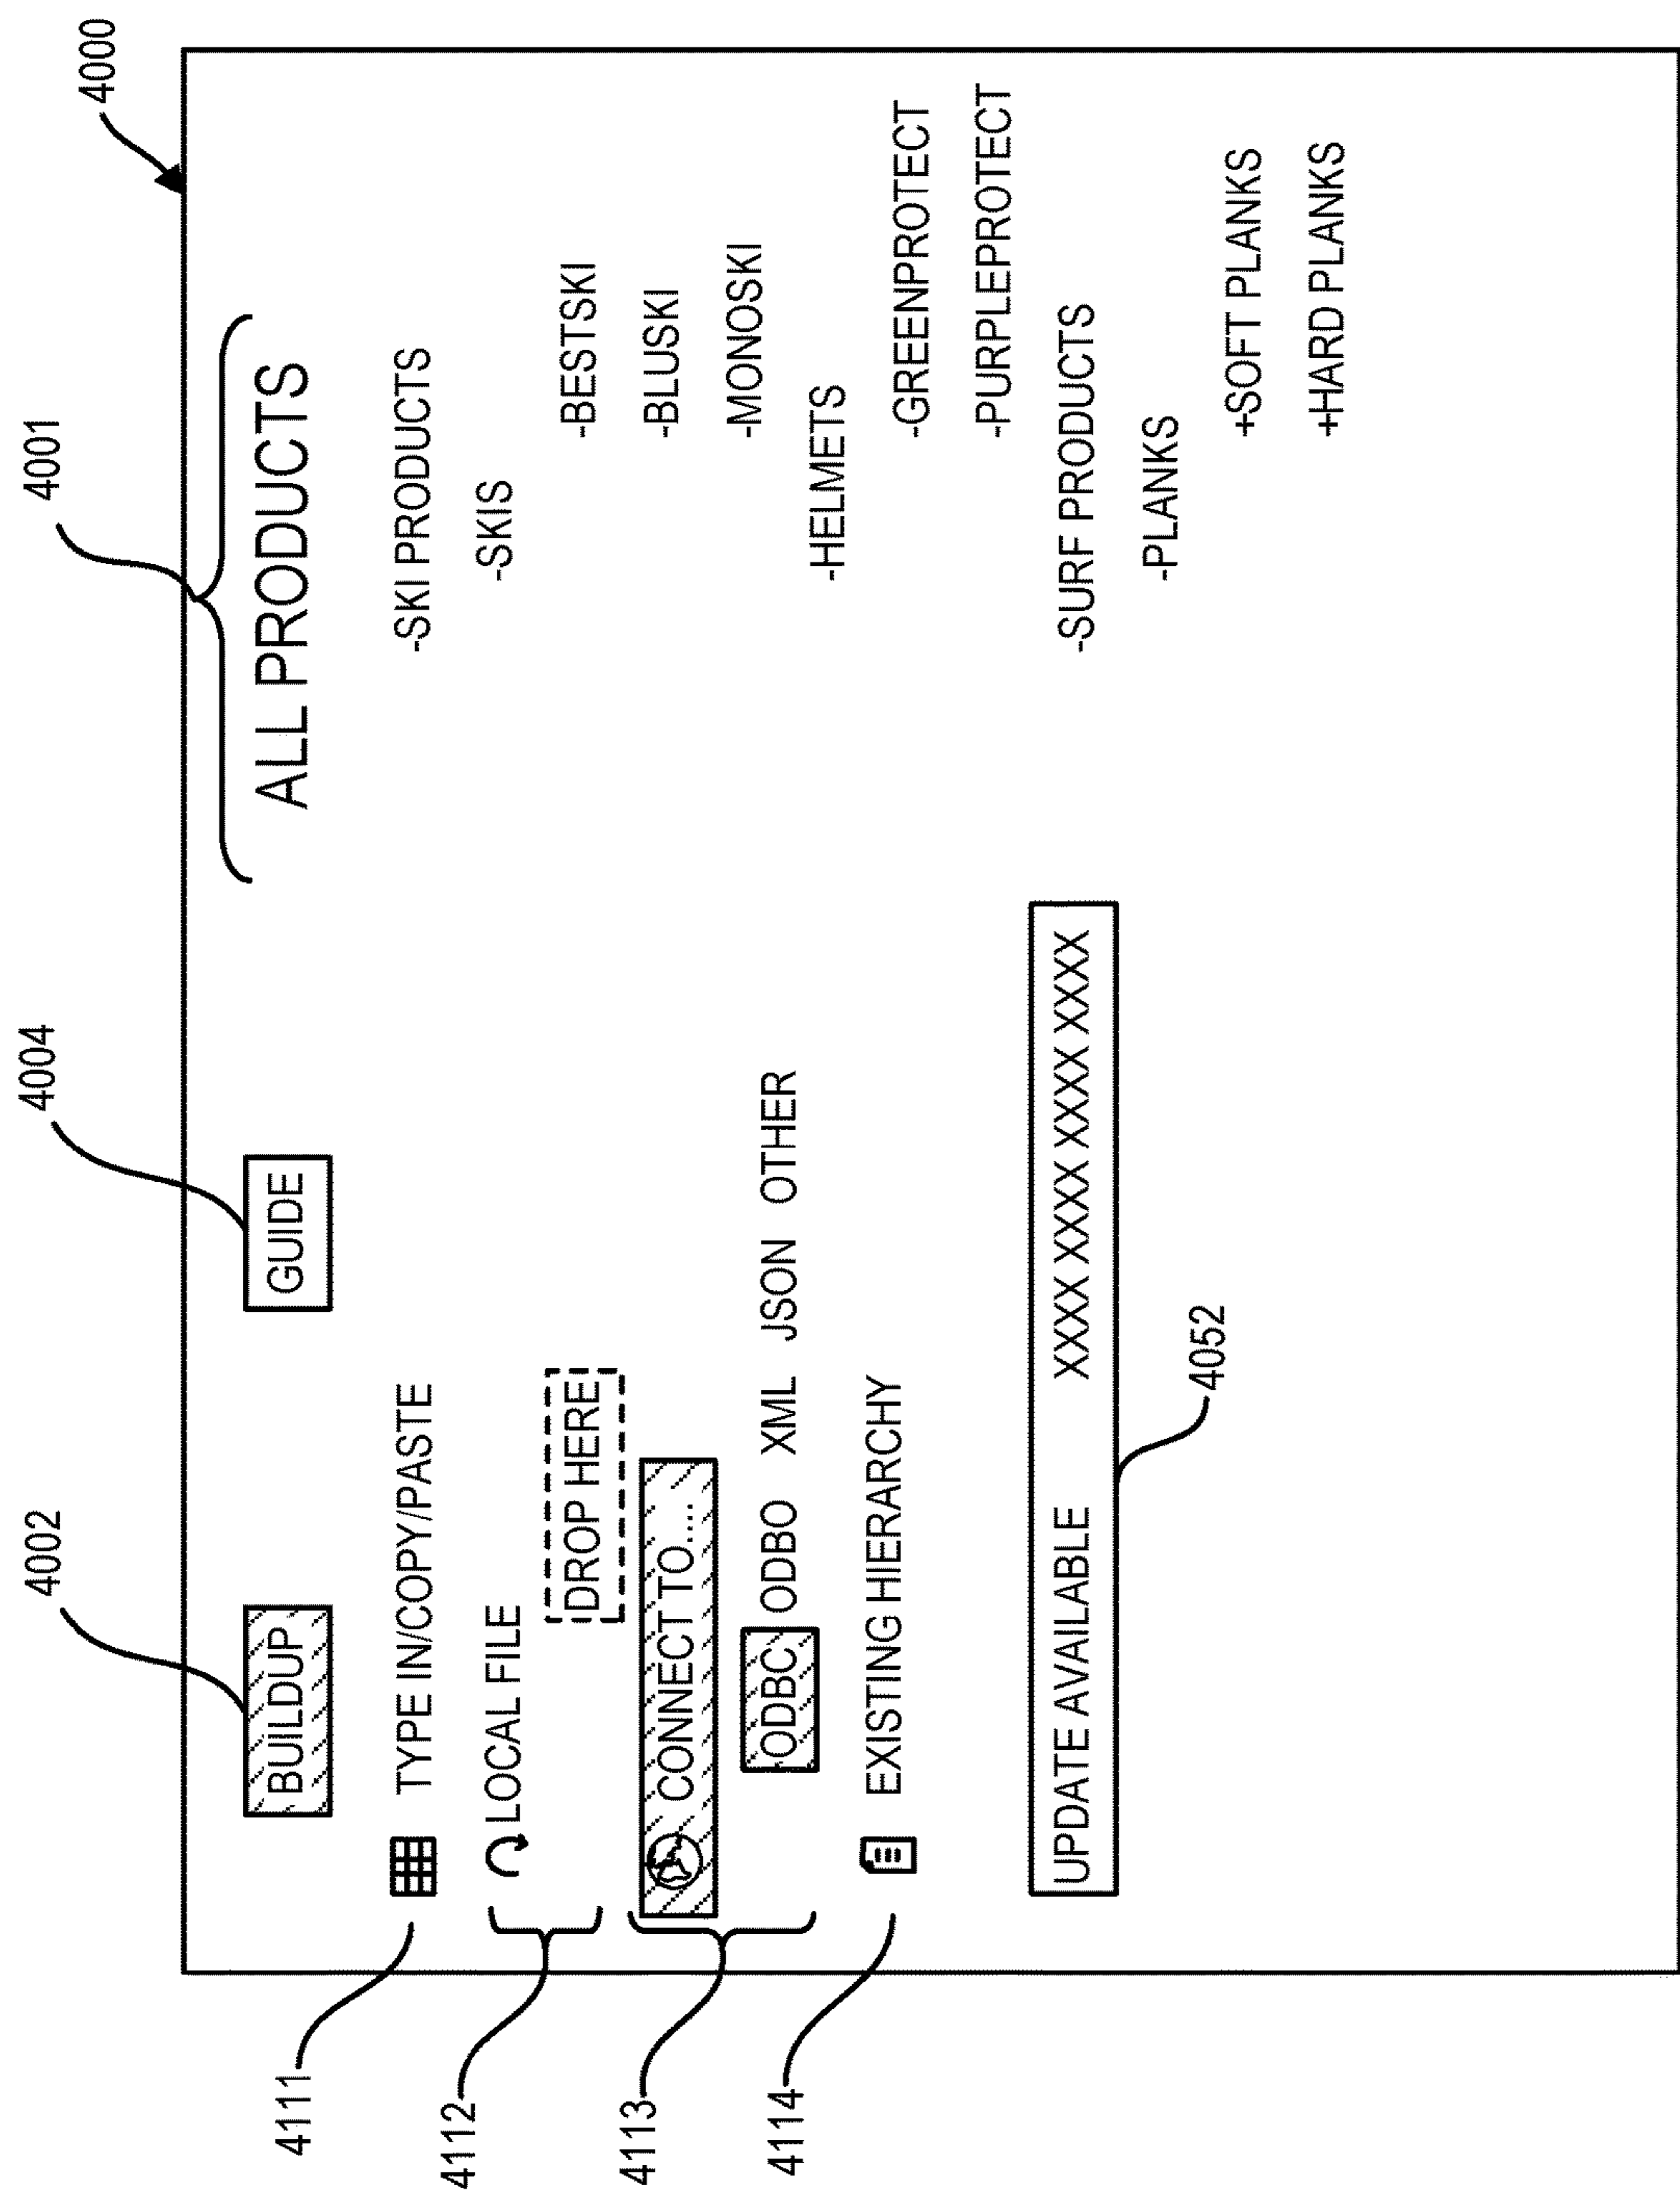 4002
4004
4001
4000
BUILDUP
GUIDE
ALL PRODUCTS
4111
TYPE IN/COPY/PASTE
-SKI PRODUCTS
4112
LOCAL FILE
-SKIS
DROP HERE
-BESTSKI
4113
CONNECT TO....
-BLUSKI
ODBC ODBO XML JSON OTHER
-MONOSKI
4114
EXISTING HIERARCHY
-HELMETS
-GREENPROTECT
-PURPLEPROTECT
UPDATE AVAILABLE XXXX XXXX XXXX XXXX
-SURF PRODUCTS
4052
-PLANKS
+SOFT PLANKS
+HARD PLANKS